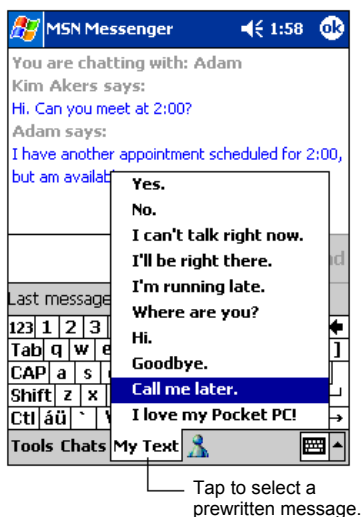 MSN Messenger 1:58 ok
You are chatting with: Adam
Kim Akers says:
Hi. Can you meet at 2:00?
Adam says:
I have another appointment scheduled for 2:00,
but am
Yes.
No.
I can't talk right now.
I'll be right there.
I'm running late.
Where are you?
Hi.
Goodbye.
Call me later.
I love my Pocket PC!
Last message
123 1 2 3
Tab q w e ]
CAP a s
Shift z x
Ctl áü `
Tools Chats My Text
Tap to select a
prewritten message.